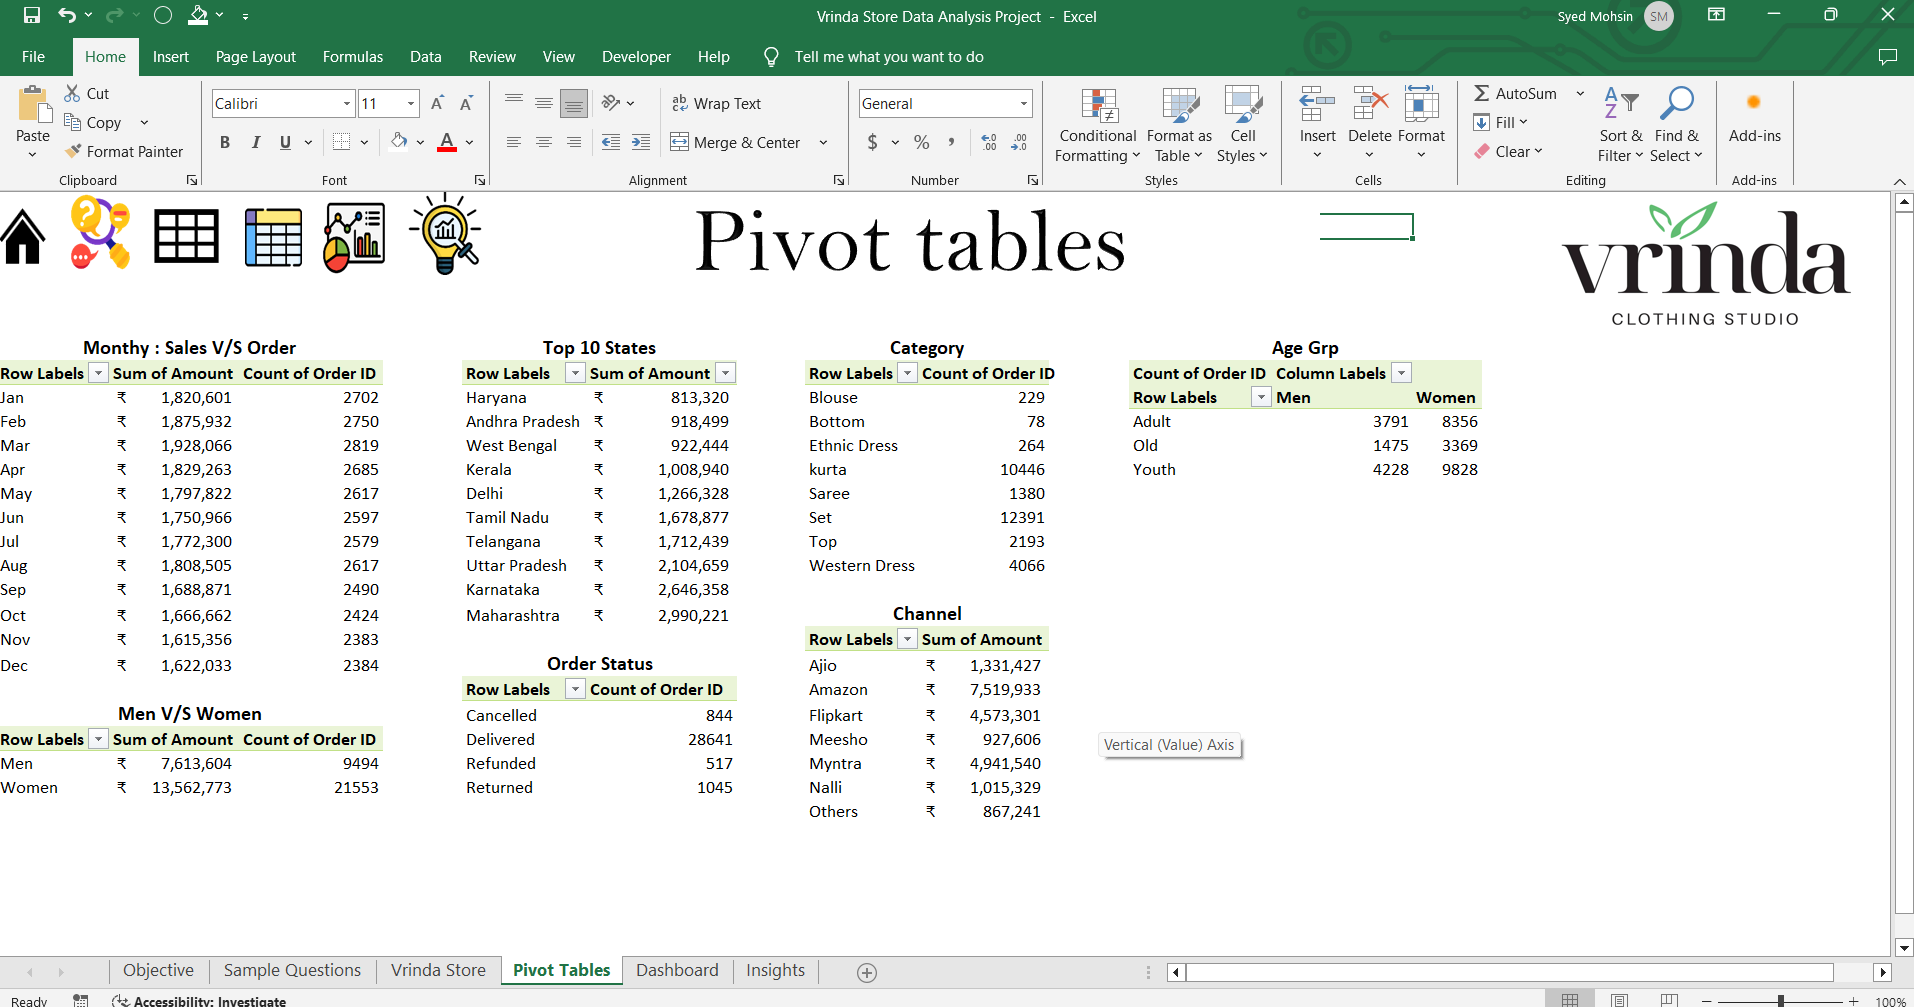 Vrinda Store Data Analysis Project - Excel
Syed Mohsin SM
File Home Insert Page Layout Formulas Data Review View Developer Help Tell me what you want to do
Paste
Cut
Copy
Format Painter
Clipboard
Calibri 11
B I U
Font
Wrap Text
Merge & Center
Alignment
General
$ % ,
Number
Conditional Formatting
Format as Table
Cell Styles
Styles
Insert Delete Format
Cells
AutoSum
Fill
Clear
Sort & Filter
Find & Select
Editing
Add-ins
Add-ins
Pivot tables
vrinda
CLOTHING STUDIO
Monthy : Sales V/S Order
Row Labels Sum of Amount Count of Order ID
Jan ₹ 1,820,601 2702
Feb ₹ 1,875,932 2750
Mar ₹ 1,928,066 2819
Apr ₹ 1,829,263 2685
May ₹ 1,797,822 2617
Jun ₹ 1,750,966 2597
Jul ₹ 1,772,300 2579
Aug ₹ 1,808,505 2617
Sep ₹ 1,688,871 2490
Oct ₹ 1,666,662 2424
Nov ₹ 1,615,356 2383
Dec ₹ 1,622,033 2384
Men V/S Women
Row Labels Sum of Amount Count of Order ID
Men ₹ 7,613,604 9494
Women ₹ 13,562,773 21553
Top 10 States
Row Labels Sum of Amount
Haryana ₹ 813,320
Andhra Pradesh ₹ 918,499
West Bengal ₹ 922,444
Kerala ₹ 1,008,940
Delhi ₹ 1,266,328
Tamil Nadu ₹ 1,678,877
Telangana ₹ 1,712,439
Uttar Pradesh ₹ 2,104,659
Karnataka ₹ 2,646,358
Maharashtra ₹ 2,990,221
Order Status
Row Labels Count of Order ID
Cancelled 844
Delivered 28641
Refunded 517
Returned 1045
Category
Row Labels Count of Order ID
Blouse 229
Bottom 78
Ethnic Dress 264
kurta 10446
Saree 1380
Set 12391
Top 2193
Western Dress 4066
Channel
Row Labels Sum of Amount
Ajio ₹ 1,331,427
Amazon ₹ 7,519,933
Flipkart ₹ 4,573,301
Meesho ₹ 927,606
Myntra ₹ 4,941,540
Nalli ₹ 1,015,329
Others ₹ 867,241
Age Grp
Count of Order ID Column Labels
Row Labels Men Women
Adult 3791 8356
Old 1475 3369
Youth 4228 9828
Vertical (Value) Axis
Objective Sample Questions Vrinda Store Pivot Tables Dashboard Insights
Ready Accessibility: Investigate 100%